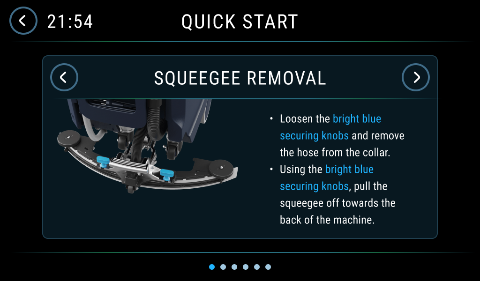 21:54
QUICK START
SQUEEGEE REMOVAL
• Loosen the bright blue
securing knobs and remove
the hose from the collar.
• Using the bright blue
securing knobs, pull the
squeegee off towards the
back of the machine.